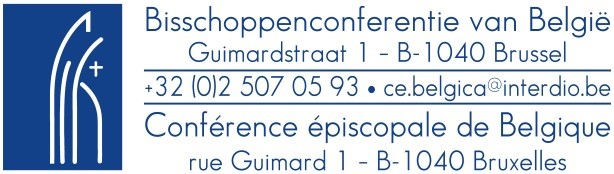 Bisschoppenconferentie van België
Guimardstraat 1 – B-1040 Brussel
+32 (0)2 507 05 93 • ce.belgica@interdio.be
Conférence épiscopale de Belgique
rue Guimard 1 – B-1040 Bruxelles